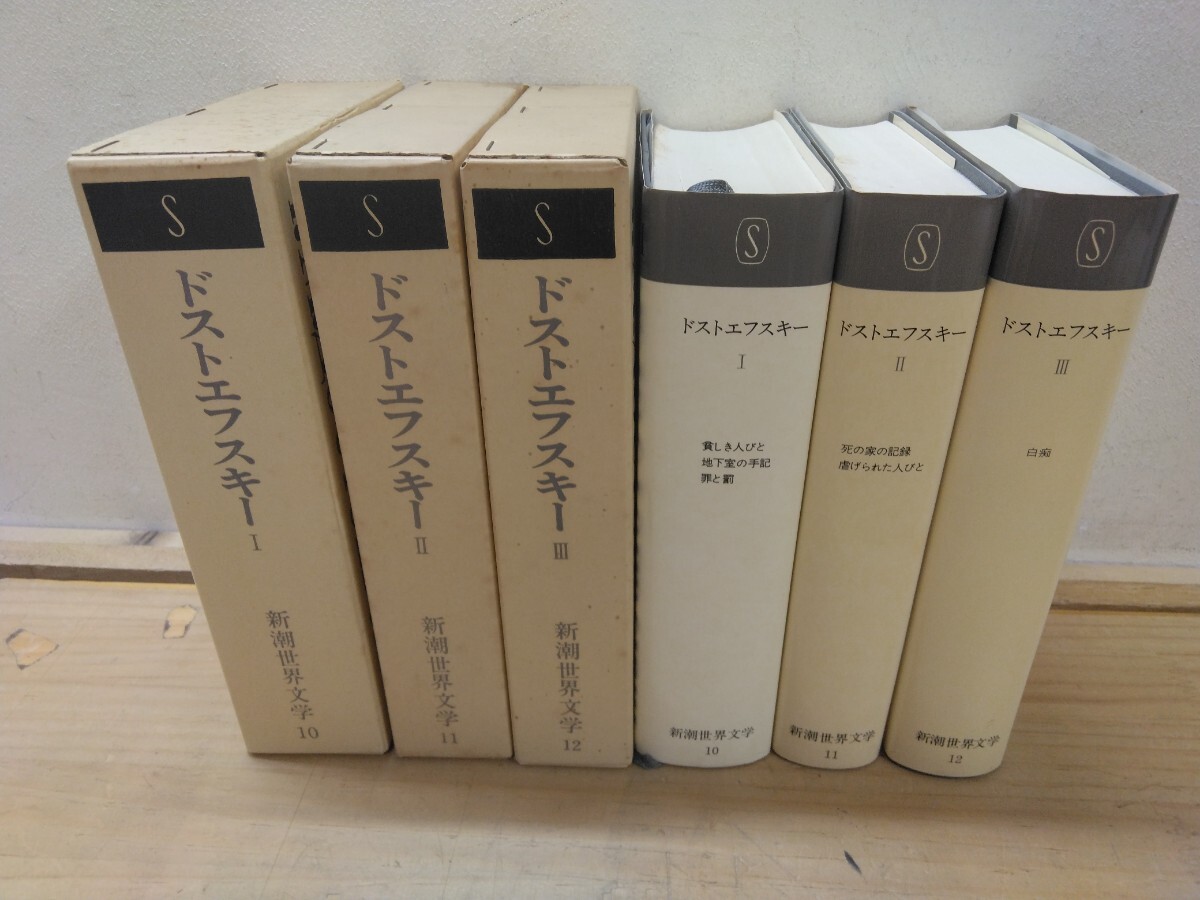 S
ドストエフスキー I
新潮世界文学 10
S
ドストエフスキー II
新潮世界文学 11
S
ドストエフスキー III
新潮世界文学 12
S
ドストエフスキー
I
貧しき人びと
地下室の手記
罪と罰
新潮世界文学
10
S
ドストエフスキー
II
死の家の記録
虐げられた人びと
新潮世界文学
11
S
ドストエフスキー
III
白痴
新潮世界文学
12